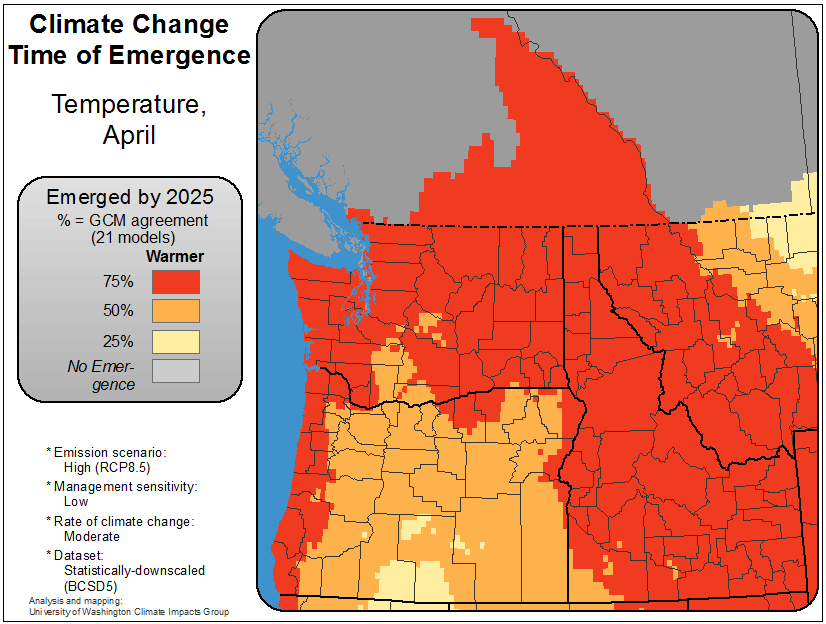 Climate Change
Time of Emergence
Temperature,
April
Emerged by 2025
% = GCM agreement
(21 models)
Warmer
75%
50%
25%
No Emer-
gence
* Emission scenario:
High (RCP8.5)
* Management sensitivity:
Low
* Rate of climate change:
Moderate
* Dataset:
Statistically-downscaled
(BCSD5)
Analysis and mapping:
University of Washington Climate Impacts Group